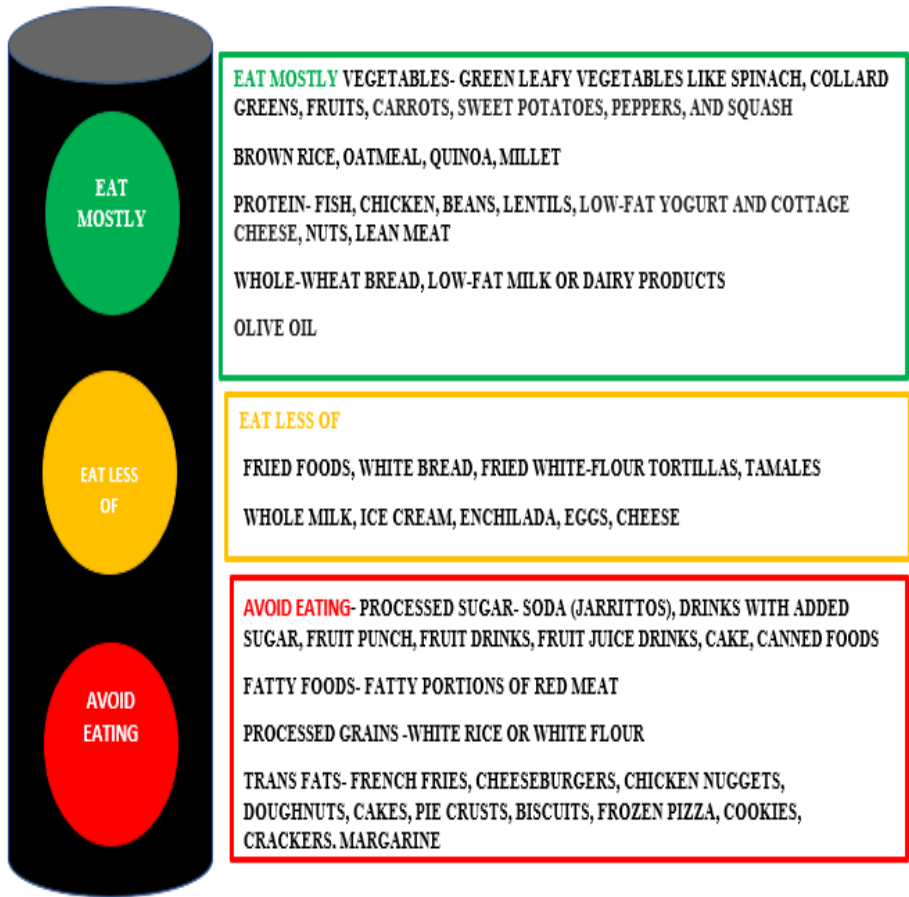 EAT
MOSTLY
EAT MOSTLY VEGETABLES- GREEN LEAFY VEGETABLES LIKE SPINACH, COLLARD
GREENS, FRUITS, CARROTS, SWEET POTATOES, PEPPERS, AND SQUASH
BROWN RICE, OATMEAL, QUINOA, MILLET
PROTEIN- FISH, CHICKEN, BEANS, LENTILS, LOW-FAT YOGURT AND COTTAGE
CHEESE, NUTS, LEAN MEAT
WHOLE-WHEAT BREAD, LOW-FAT MILK OR DAIRY PRODUCTS
OLIVE OIL
EAT LESS
OF
EAT LESS OF
FRIED FOODS, WHITE BREAD, FRIED WHITE-FLOUR TORTILLAS, TAMALES
WHOLE MILK, ICE CREAM, ENCHILADA, EGGS, CHEESE
AVOID
EATING
AVOID EATING- PROCESSED SUGAR- SODA (JARRITTOS), DRINKS WITH ADDED
SUGAR, FRUIT PUNCH, FRUIT DRINKS, FRUIT JUICE DRINKS, CAKE, CANNED FOODS
FATTY FOODS- FATTY PORTIONS OF RED MEAT
PROCESSED GRAINS -WHITE RICE OR WHITE FLOUR
TRANS FATS- FRENCH FRIES, CHEESEBURGERS, CHICKEN NUGGETS,
DOUGHNUTS, CAKES, PIE CRUSTS, BISCUITS, FROZEN PIZZA, COOKIES,
CRACKERS. MARGARINE